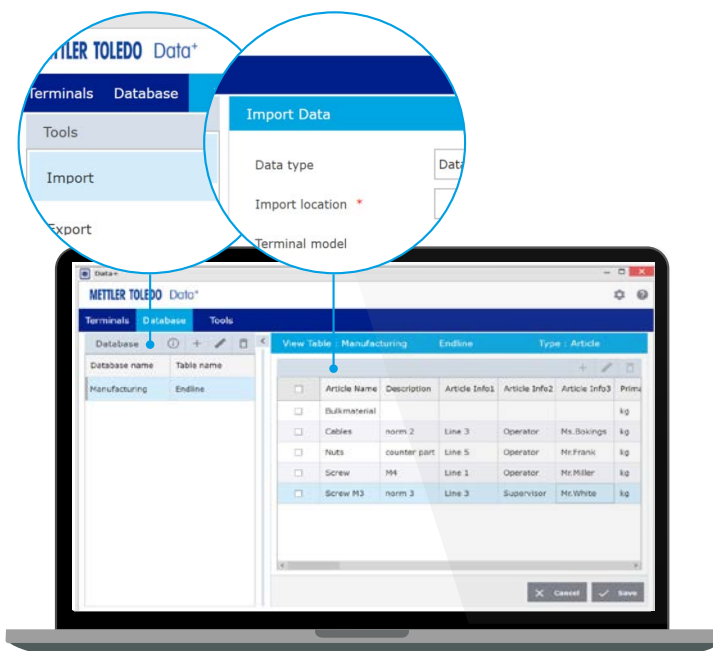 METTLER TOLEDO Data+
Terminals Database
Tools
Import
Export
Import Data
Data type Data
Import location *
Terminal model
Data+
METTLER TOLEDO Data+
Terminals Database Tools
Database
Database name Table name
Manufacturing Endline
View Table : Manufacturing Endline Type : Article
Article Name Description Article Info1 Article Info2 Article Info3 Prima
Bulkmaterial kg
Cables norm 2 Line 3 Operator Ms.Bokings kg
Nuts counter part Line 5 Operator Mr.Frank kg
Screw M4 Line 1 Operator Mr.Miller kg
Screw M3 norm 3 Line 3 Supervisor Mr.White kg
Cancel Save